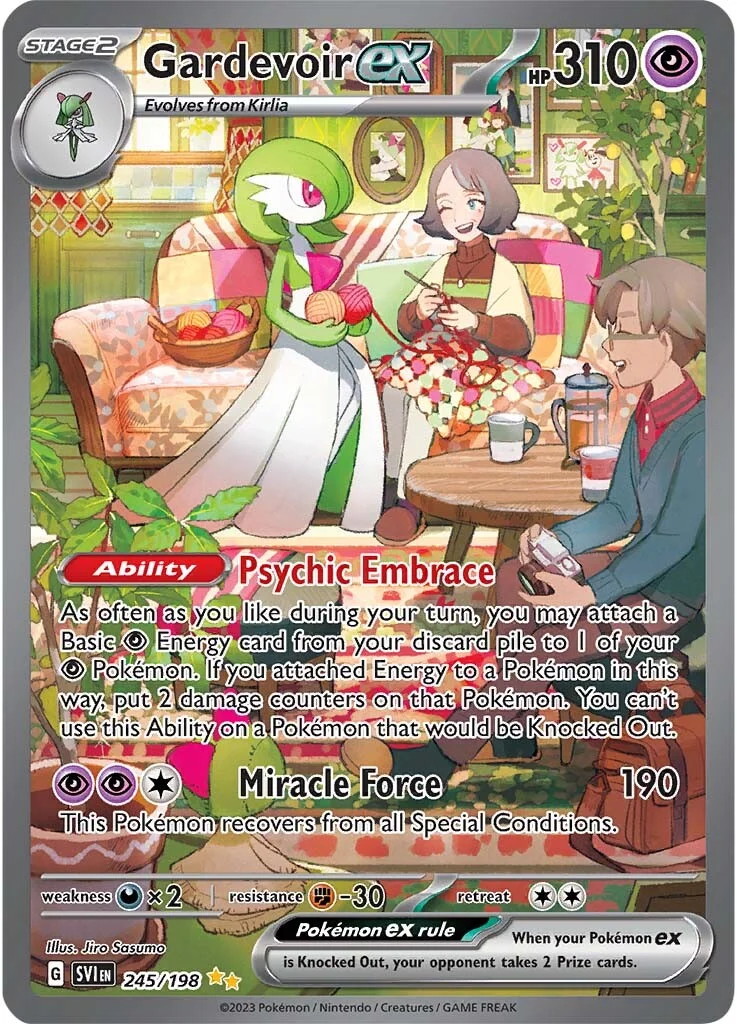 STAGE2
Gardevoir ex
HP 310
Evolves from Kirlia
Ability Psychic Embrace
As often as you like during your turn, you may attach a
Basic Energy card from your discard pile to 1 of your
Pokémon. If you attached Energy to a Pokémon in this
way, put 2 damage counters on that Pokémon. You can't
use this Ability on a Pokémon that would be Knocked Out.
Miracle Force 190
This Pokémon recovers from all Special Conditions.
weakness ×2 resistance -30 retreat
Illus. Jiro Sasumo
Pokémon ex rule When your Pokémon ex
is Knocked Out, your opponent takes 2 Prize cards.
G SVI EN 245/198
©2023 Pokémon / Nintendo / Creatures / GAME FREAK